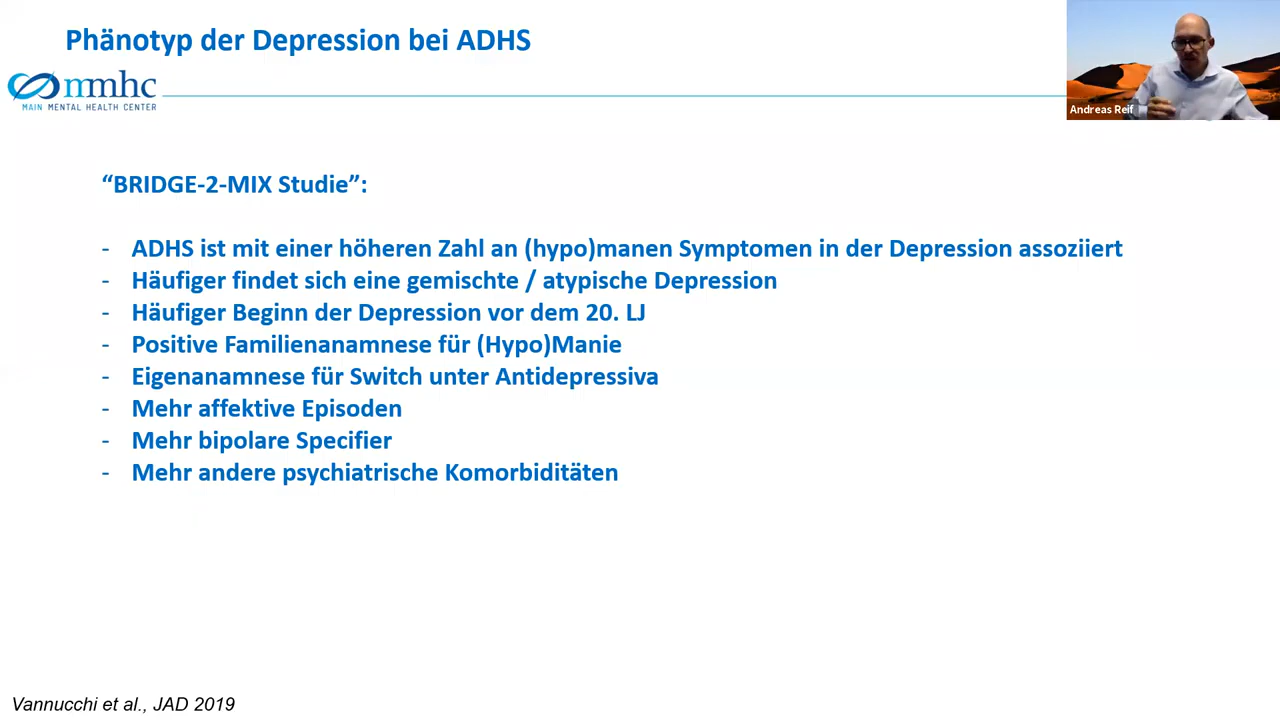 Phänotyp der Depression bei ADHS
mmhc
MAIN MENTAL HEALTH CENTER
Andreas Reif
“BRIDGE-2-MIX Studie”:
- ADHS ist mit einer höheren Zahl an (hypo)manen Symptomen in der Depression assoziiert
- Häufiger findet sich eine gemischte / atypische Depression
- Häufiger Beginn der Depression vor dem 20. LJ
- Positive Familienanamnese für (Hypo)Manie
- Eigenanamnese für Switch unter Antidepressiva
- Mehr affektive Episoden
- Mehr bipolare Specifier
- Mehr andere psychiatrische Komorbiditäten
Vannucchi et al., JAD 2019